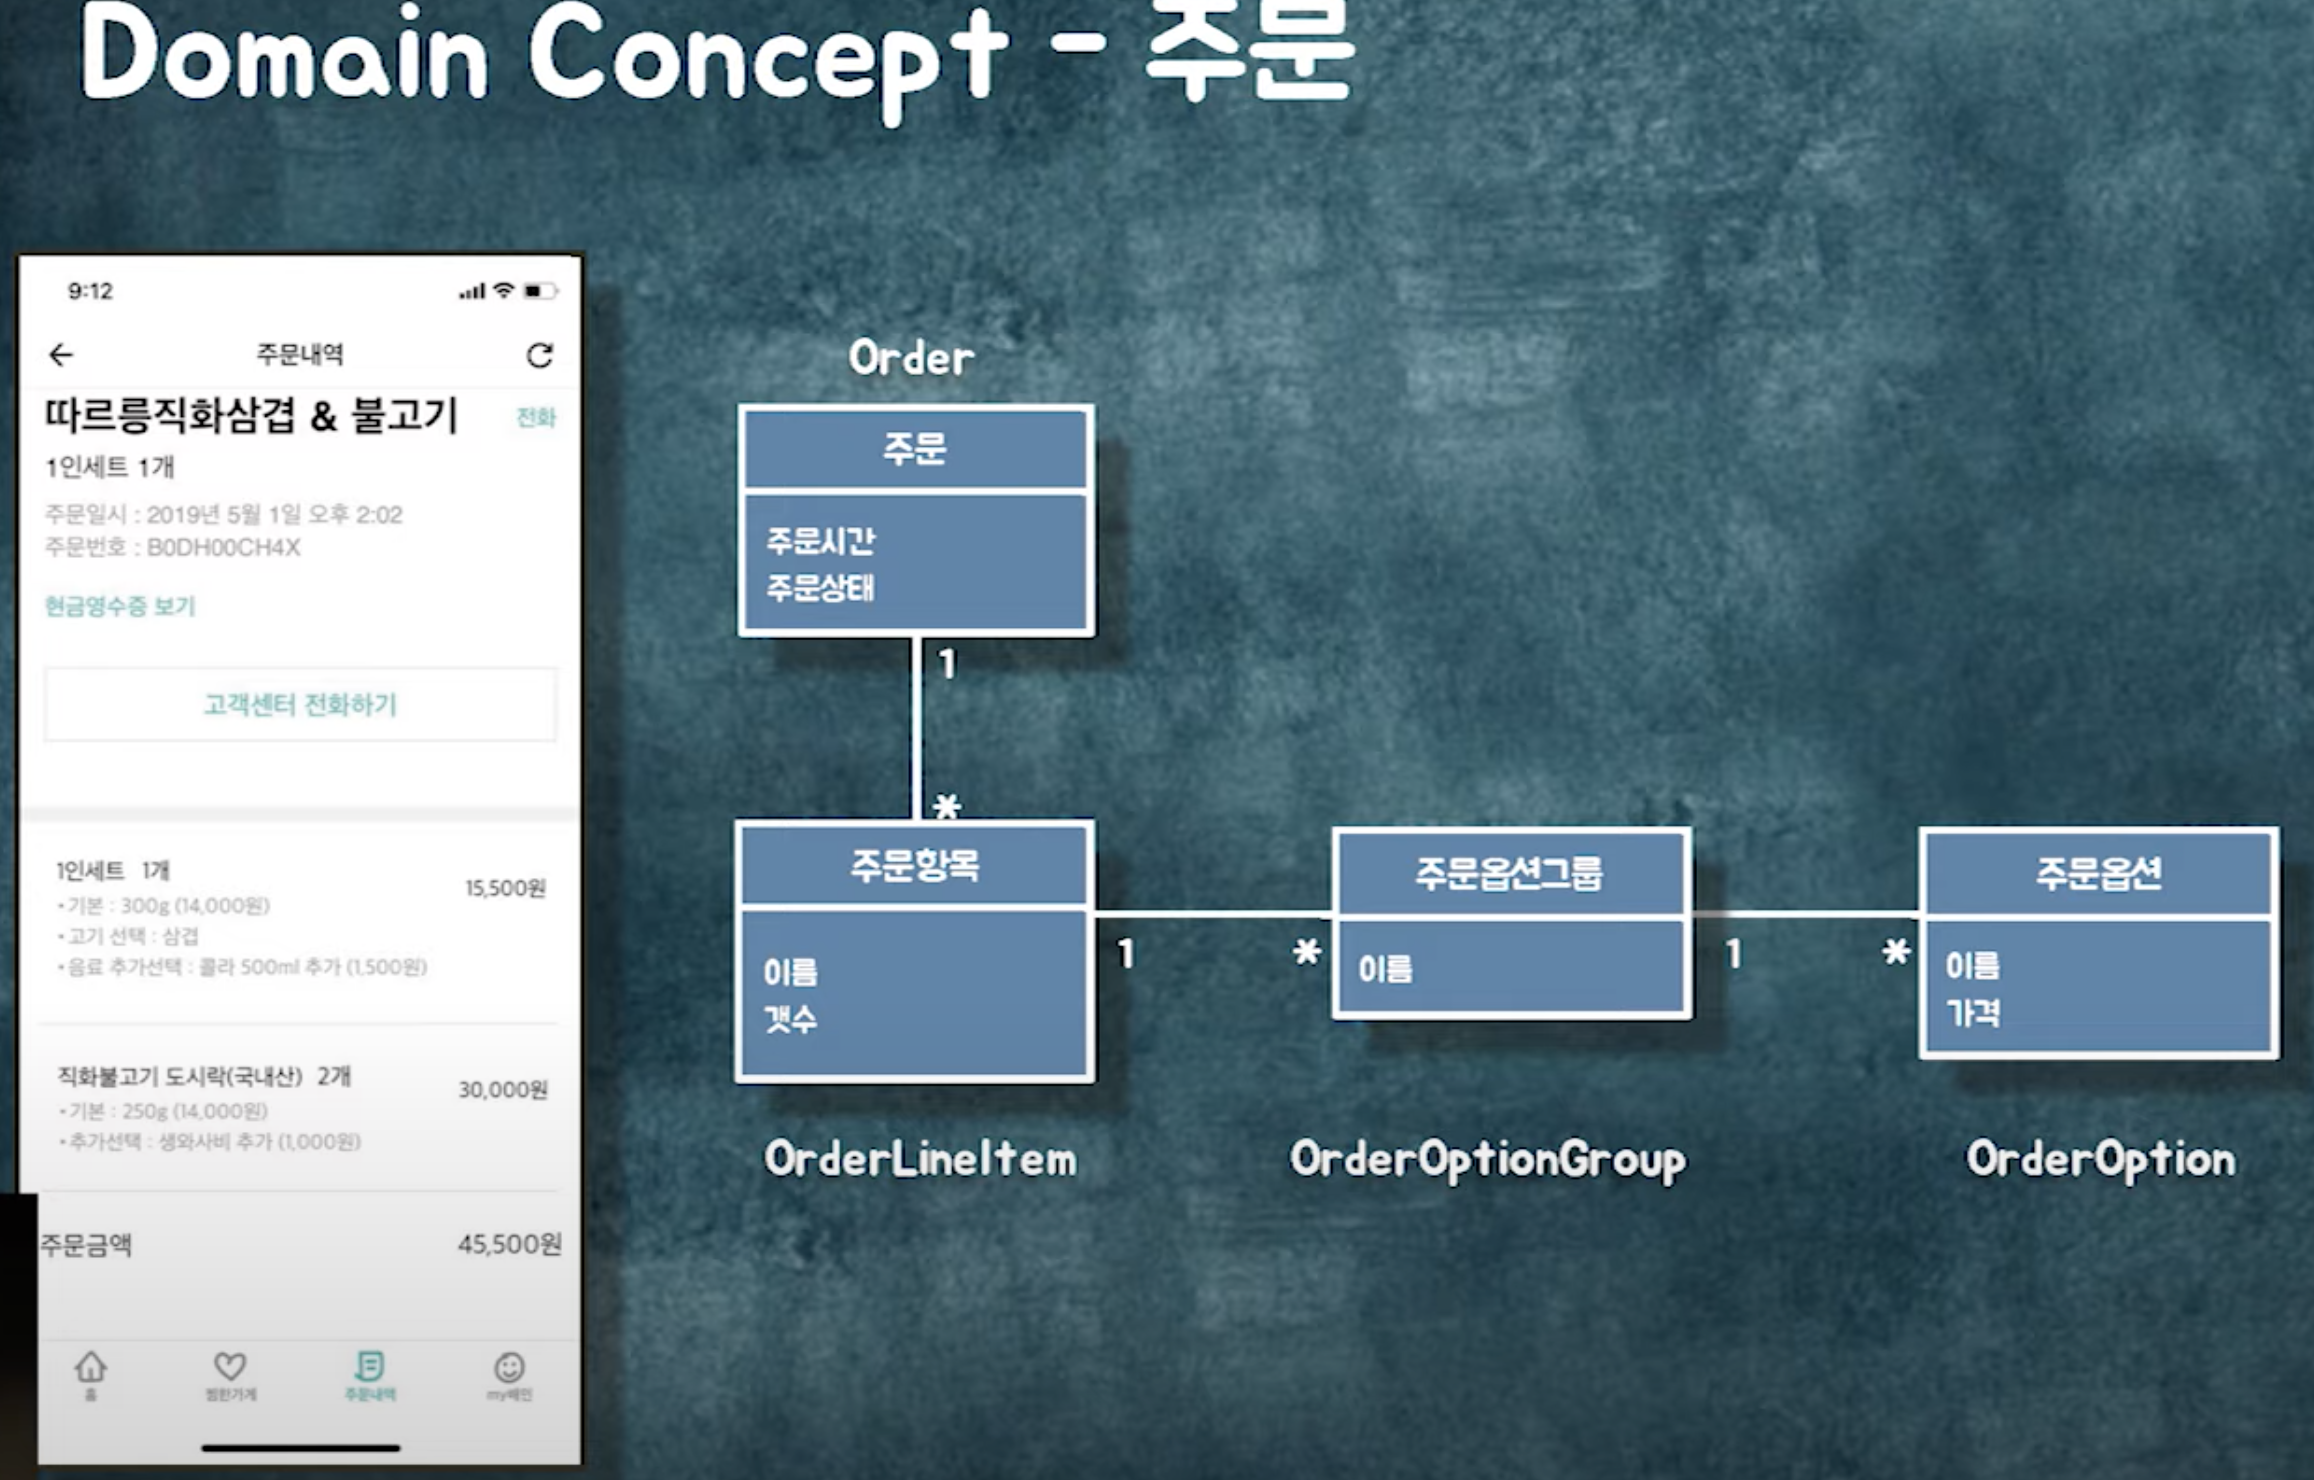 Domain Concept - 주문
9:12
주문내역
따르릉직화삼겹 & 불고기 전화
1인세트 1개
주문일시 : 2019년 5월 1일 오후 2:02
주문번호 : B0DH00CH4X
현금영수증 보기
고객센터 전화하기
1인세트 1개 15,500원
•기본 : 300g (14,000원)
•고기 선택 : 삼겹
•음료 추가선택 : 콜라 500ml 추가 (1,500원)
직화불고기 도시락(국내산) 2개 30,000원
•기본 : 250g (14,000원)
•추가선택 : 생와사비 추가 (1,000원)
주문금액 45,500원
홈 찜한가게 주문내역 my배민
Order
주문
주문시간
주문상태
1
*
주문항목
이름
갯수
OrderLineItem
1 *
주문옵션그룹
이름
OrderOptionGroup
1 *
주문옵션
이름
가격
OrderOption